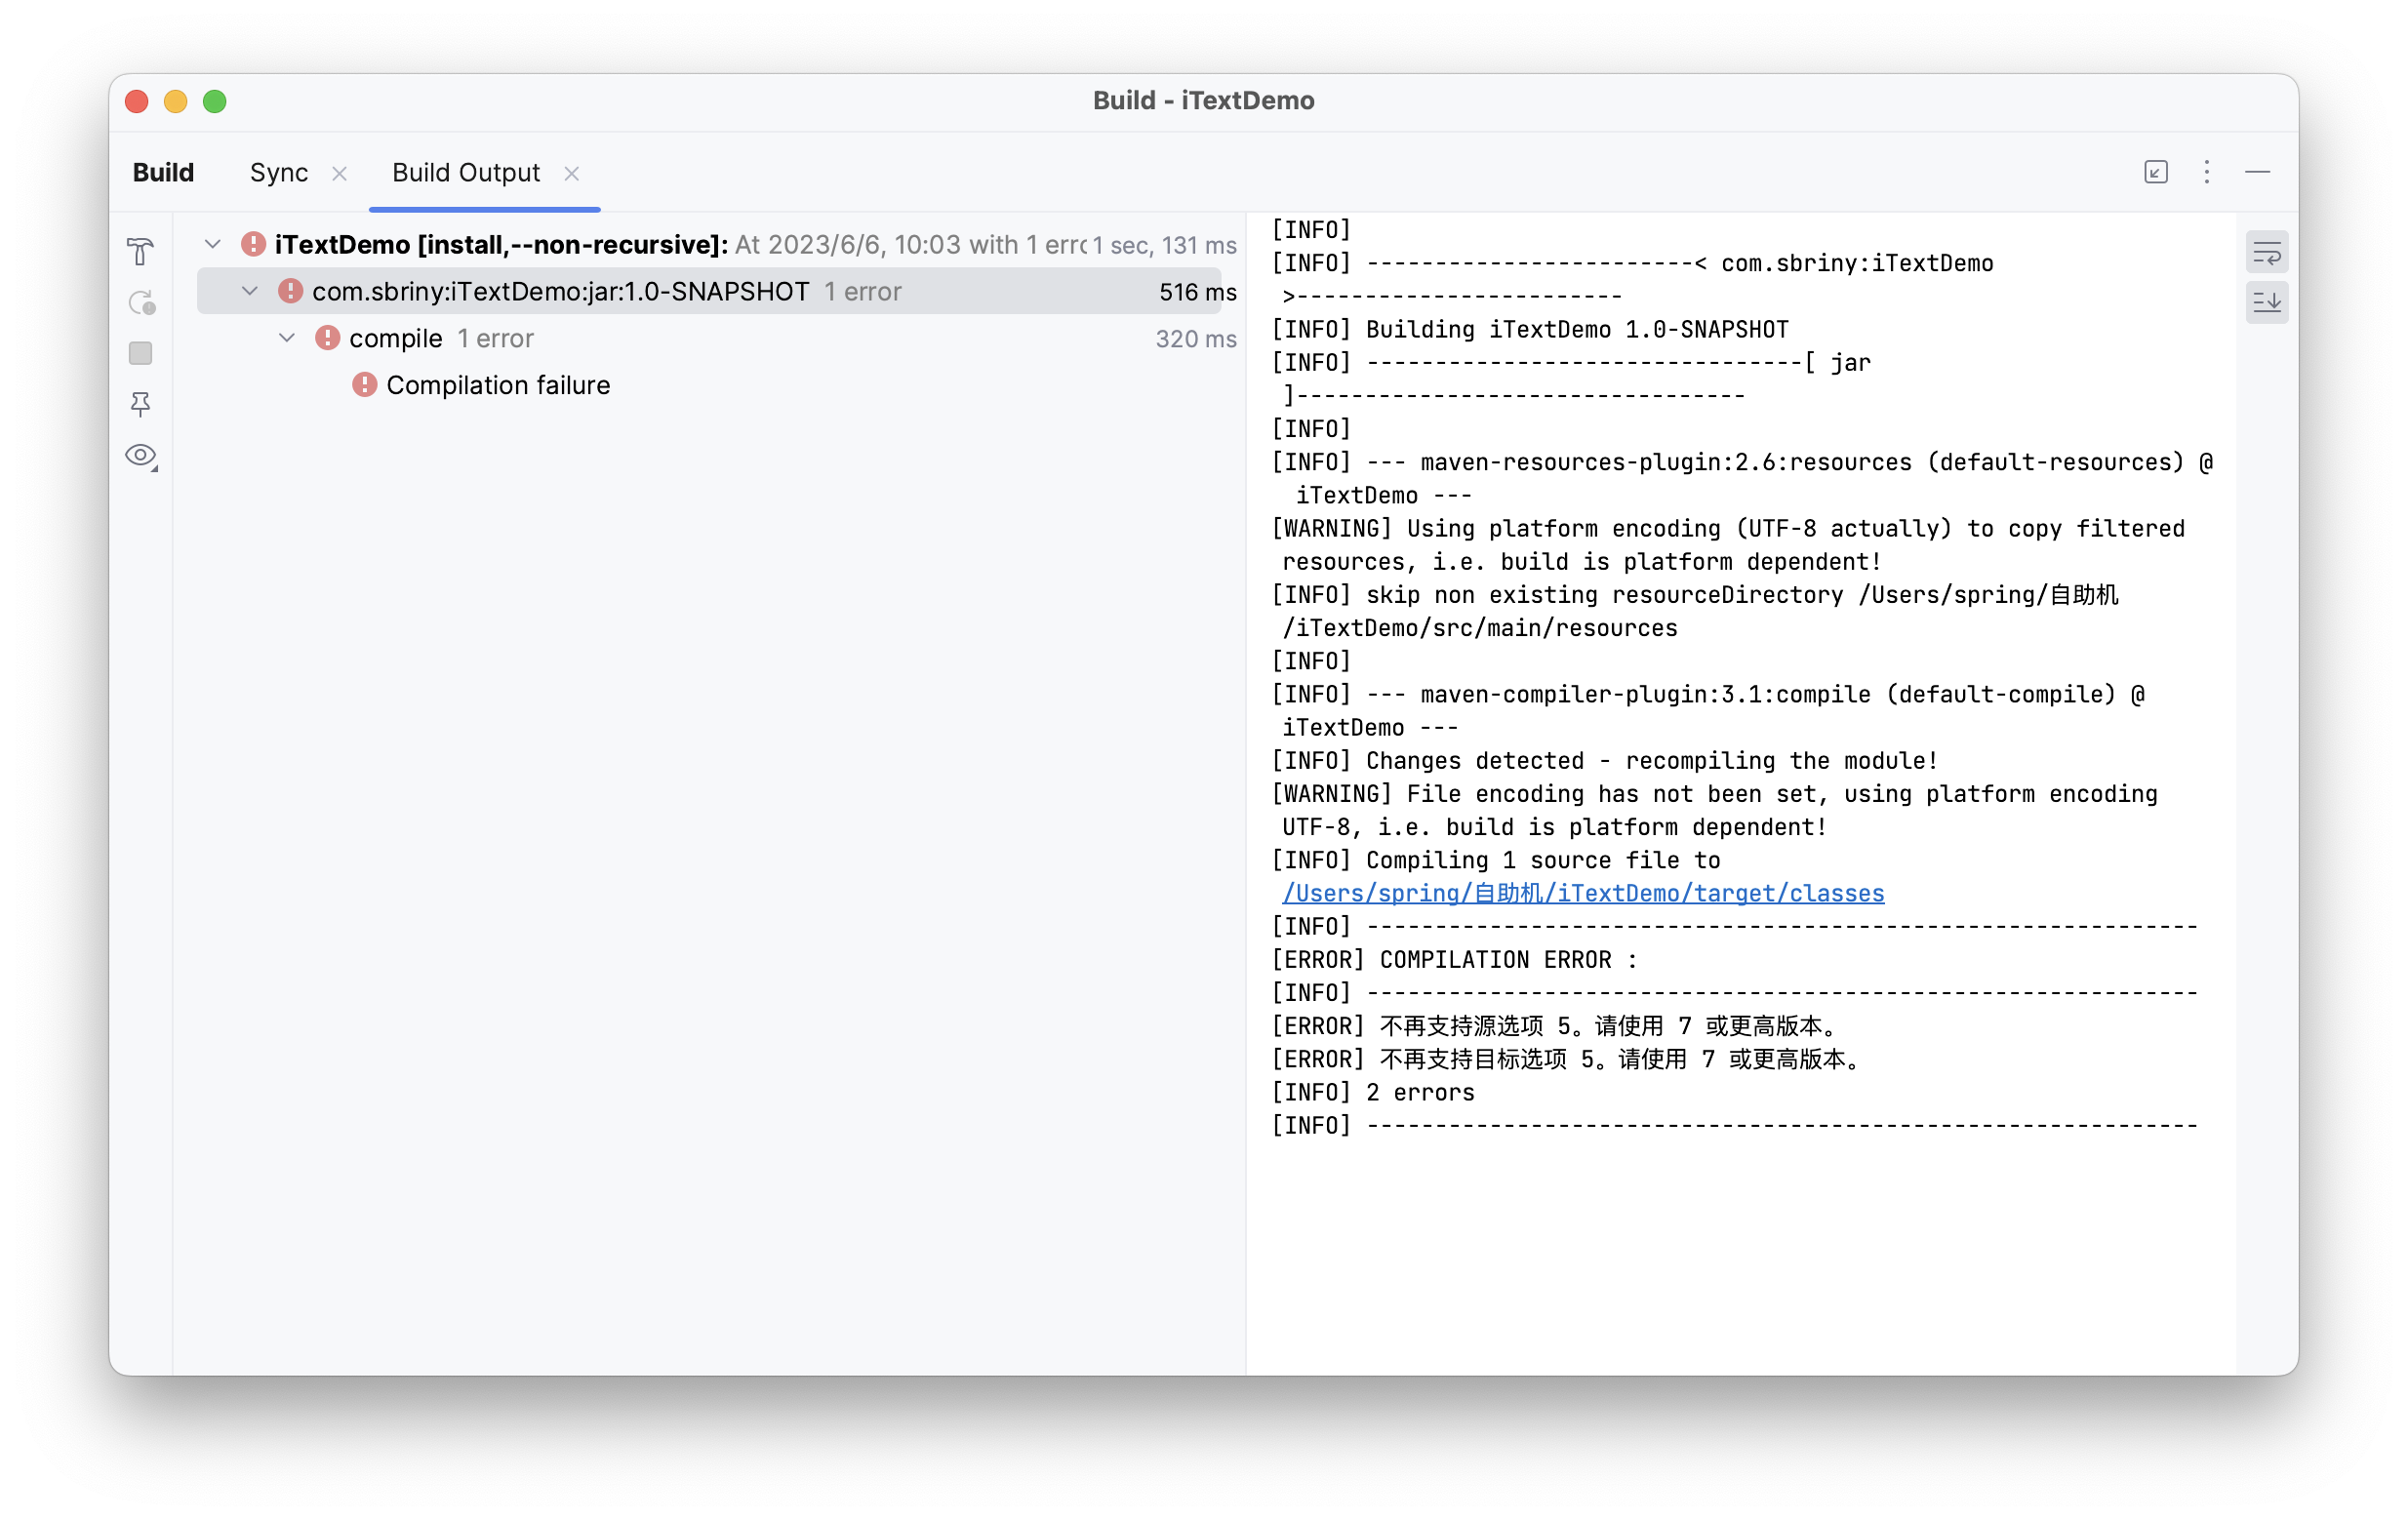 Build - iTextDemo
Build Sync Build Output
iTextDemo [install,--non-recursive]: At 2023/6/6, 10:03 with 1 erro 1 sec, 131 ms
com.sbriny:iTextDemo:jar:1.0-SNAPSHOT 1 error 516 ms
compile 1 error 320 ms
Compilation failure
[INFO]
[INFO] ------------------------< com.sbriny:iTextDemo
>------------------------
[INFO] Building iTextDemo 1.0-SNAPSHOT
[INFO] --------------------------------[ jar
]---------------------------------
[INFO]
[INFO] --- maven-resources-plugin:2.6:resources (default-resources) @
iTextDemo ---
[WARNING] Using platform encoding (UTF-8 actually) to copy filtered
resources, i.e. build is platform dependent!
[INFO] skip non existing resourceDirectory /Users/spring/自助机
/iTextDemo/src/main/resources
[INFO]
[INFO] --- maven-compiler-plugin:3.1:compile (default-compile) @
iTextDemo ---
[INFO] Changes detected - recompiling the module!
[WARNING] File encoding has not been set, using platform encoding
UTF-8, i.e. build is platform dependent!
[INFO] Compiling 1 source file to
/Users/spring/自助机/iTextDemo/target/classes
[INFO] -------------------------------------------------------------
[ERROR] COMPILATION ERROR :
[INFO] -------------------------------------------------------------
[ERROR] 不再支持源选项 5。请使用 7 或更高版本。
[ERROR] 不再支持目标选项 5。请使用 7 或更高版本。
[INFO] 2 errors
[INFO] -------------------------------------------------------------